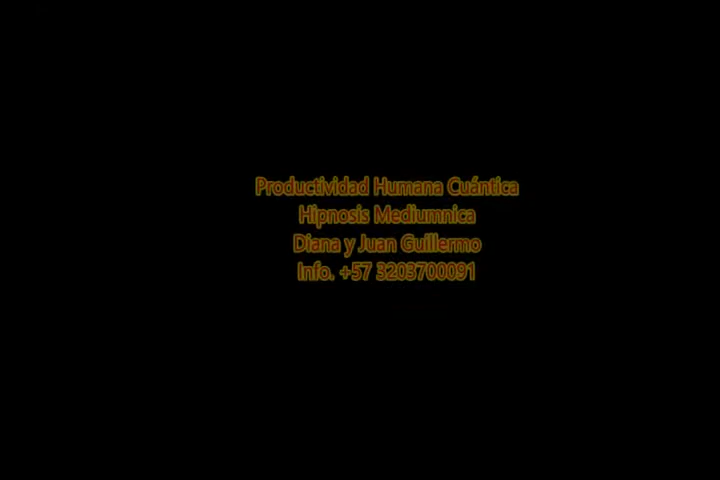 Productividad Humana Cuántica
Hipnosis Mediumnica
Diana y Juan Guillermo
Info. +57 3203700091